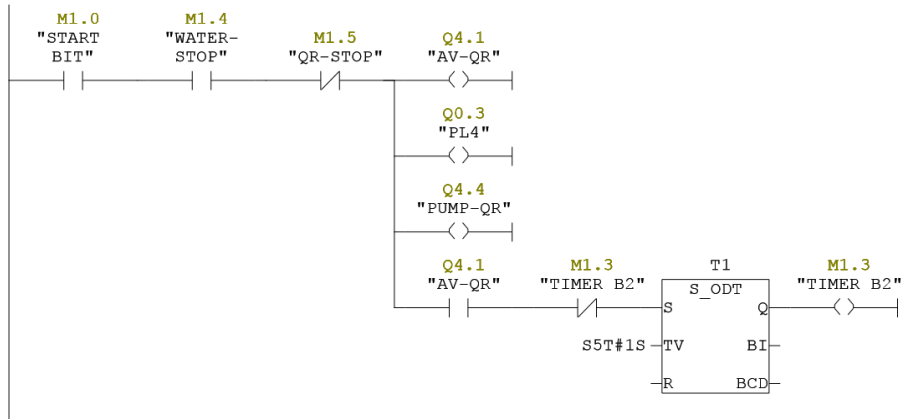 M1.0
"START
BIT"
M1.4
"WATER-
STOP"
M1.5
"QR-STOP"
Q4.1
"AV-QR"
Q0.3
"PL4"
Q4.4
"PUMP-QR"
Q4.1
"AV-QR"
M1.3
"TIMER B2"
T1
S_ODT
S
Q
S5T#1S
TV
BI
R
BCD
M1.3
"TIMER B2"